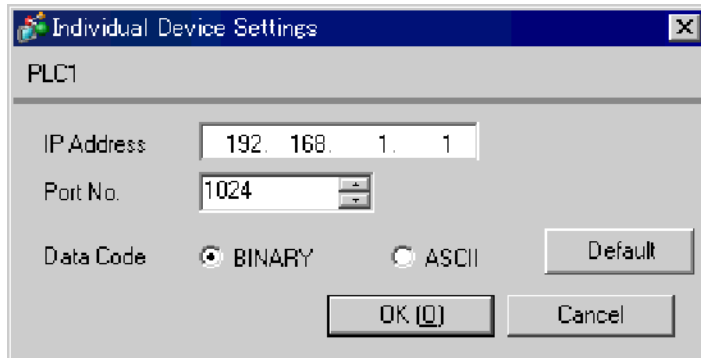 Individual Device Settings
PLC1
IP Address 192. 168. 1. 1
Port No. 1024
Data Code BINARY ASCII Default
OK (O) Cancel